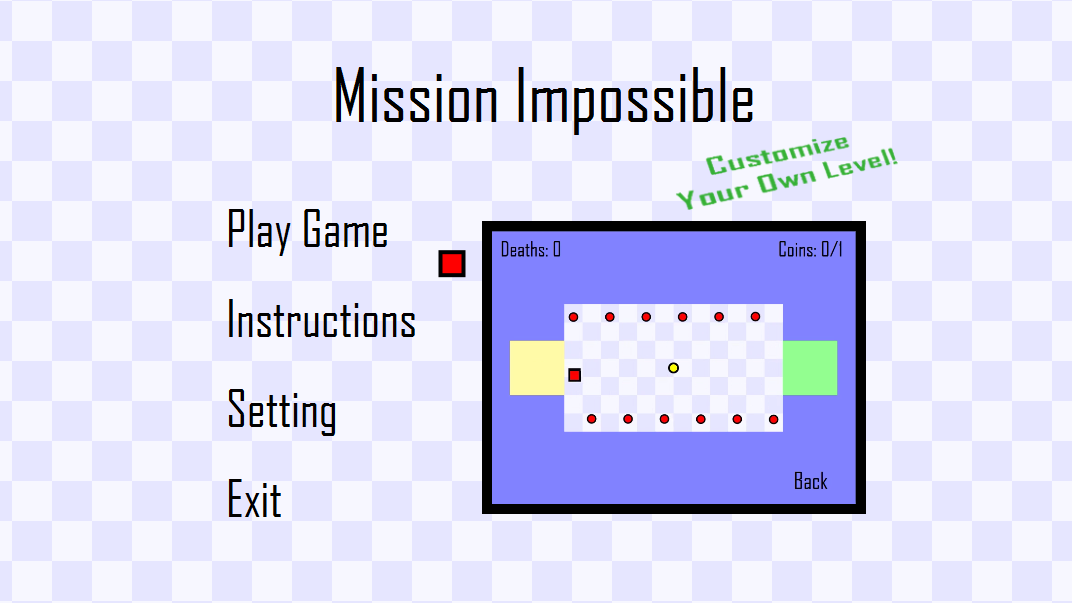 Mission Impossible
Customize
Your Own Level!
Play Game
Instructions
Setting
Exit
Deaths: 0
Coins: 0/1
Back